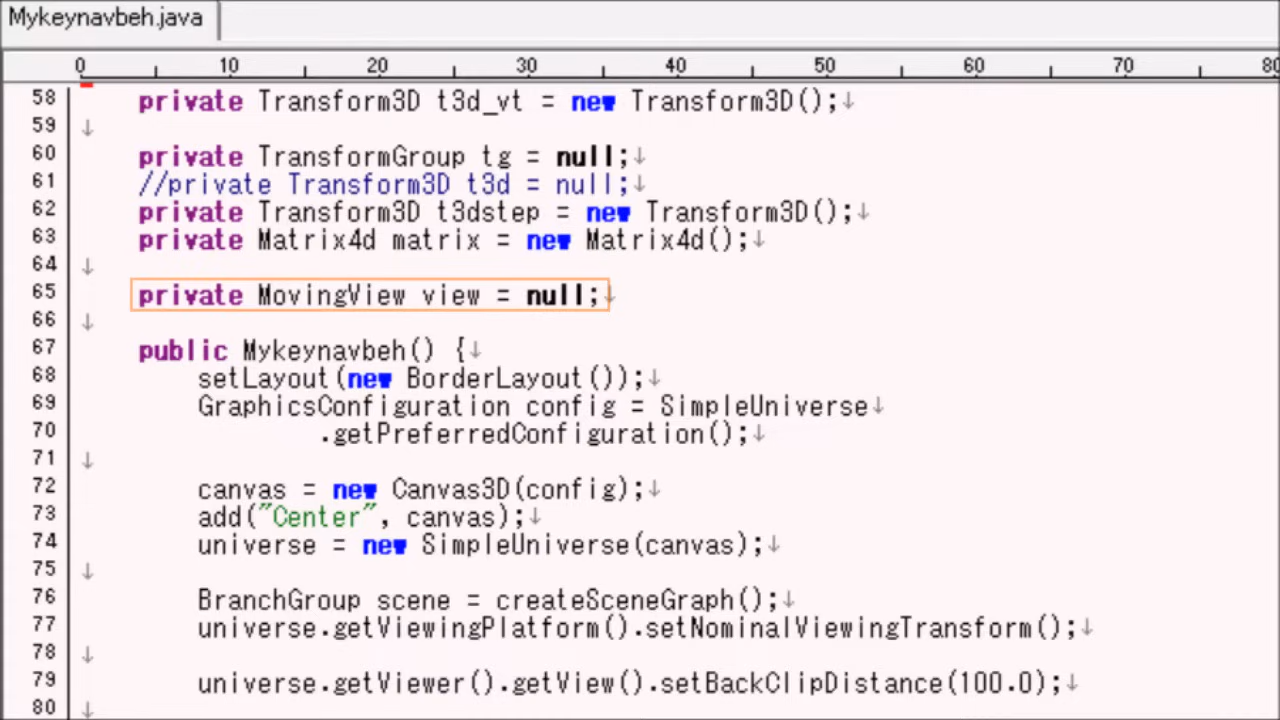 Mykeynavbeh.java
0 10 20 30 40 50 60 70 80
58 private Transform3D t3d_vt = new Transform3D();↓
59 ↓
60 private TransformGroup tg = null;↓
61 //private Transform3D t3d = null;↓
62 private Transform3D t3dstep = new Transform3D();↓
63 private Matrix4d matrix = new Matrix4d();↓
64 ↓
65 private MovingView view = null;↓
66 ↓
67 public Mykeynavbeh() {↓
68 setLayout(new BorderLayout());↓
69 GraphicsConfiguration config = SimpleUniverse↓
70 .getPreferredConfiguration();↓
71 ↓
72 canvas = new Canvas3D(config);↓
73 add("Center", canvas);↓
74 universe = new SimpleUniverse(canvas);↓
75 ↓
76 BranchGroup scene = createSceneGraph();↓
77 universe.getViewingPlatform().setNominalViewingTransform();↓
78 ↓
79 universe.getViewer().getView().setBackClipDistance(100.0);↓
80 ↓